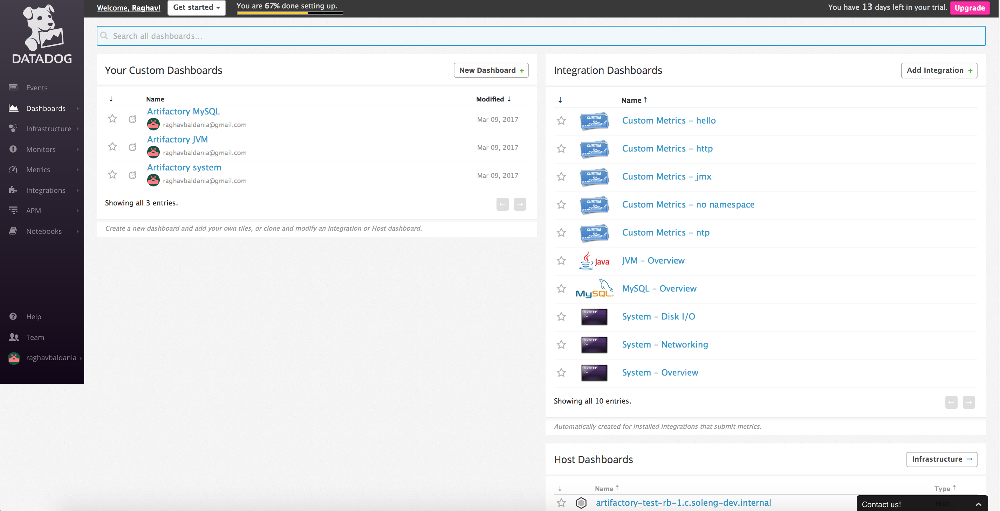 Welcome, Raghav!
Get started
You are 67% done setting up.
You have 13 days left in your trial.
Upgrade
DATADOG
Events
Dashboards
Infrastructure
Monitors
Metrics
Integrations
APM
Notebooks
Help
Team
raghavbaldania
Search all dashboards...
Your Custom Dashboards
New Dashboard +
↓ Name Modified ↓
Artifactory MySQL
raghavbaldania@gmail.com
Mar 09, 2017
Artifactory JVM
raghavbaldania@gmail.com
Mar 09, 2017
Artifactory system
raghavbaldania@gmail.com
Mar 09, 2017
Showing all 3 entries.
← →
Create a new dashboard and add your own tiles, or clone and modify an Integration or Host dashboard.
Integration Dashboards
Add Integration +
↓ Name ↑
CUSTOM Custom Metrics – hello
CUSTOM Custom Metrics – http
CUSTOM Custom Metrics – jmx
CUSTOM Custom Metrics – no namespace
CUSTOM Custom Metrics – ntp
Java JVM – Overview
MySQL® MySQL – Overview
SYSTEM >_ System – Disk I/O
SYSTEM >_ System – Networking
SYSTEM >_ System – Overview
Showing all 10 entries.
← →
Automatically created for installed integrations that submit metrics.
Host Dashboards
Infrastructure →
↓ Name ↑ Type ↑
artifactory-test-rb-1.c.soleng-dev.internal
Host
Contact us!